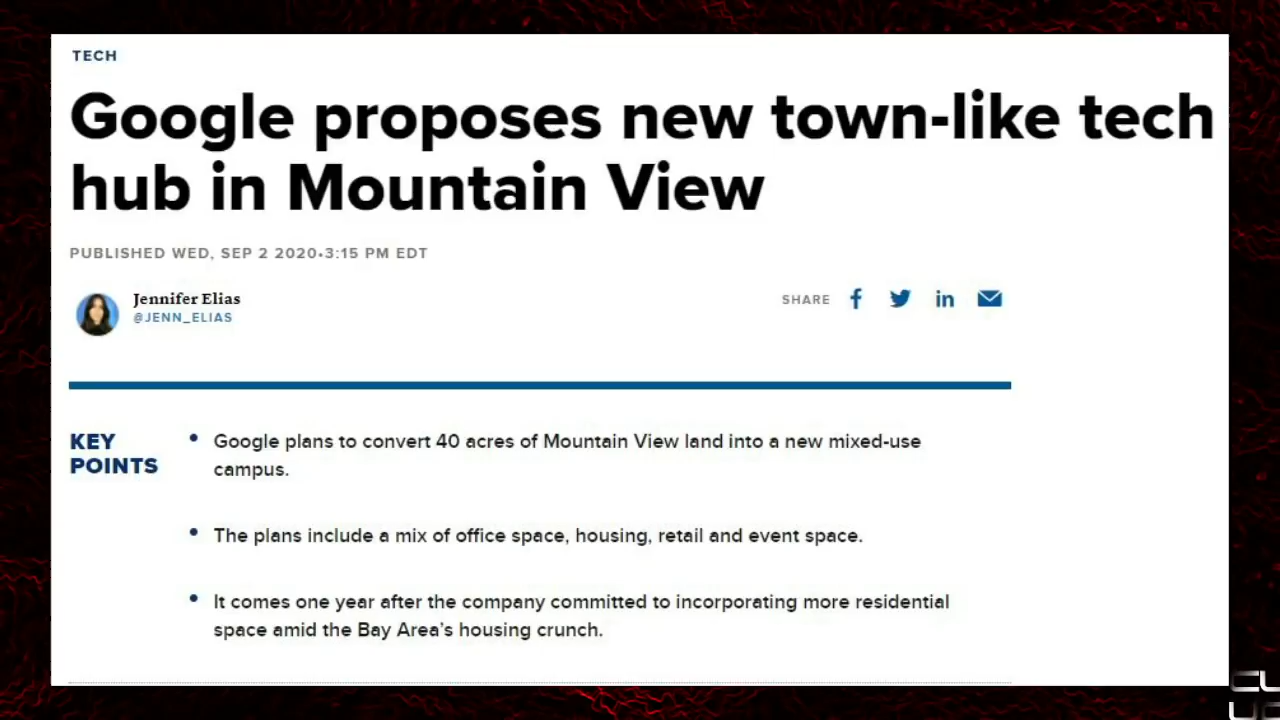 TECH
Google proposes new town-like tech
hub in Mountain View
PUBLISHED WED, SEP 2 2020•3:15 PM EDT
Jennifer Elias
@JENN_ELIAS
SHARE
KEY
POINTS
• Google plans to convert 40 acres of Mountain View land into a new mixed-use
campus.
• The plans include a mix of office space, housing, retail and event space.
• It comes one year after the company committed to incorporating more residential
space amid the Bay Area's housing crunch.